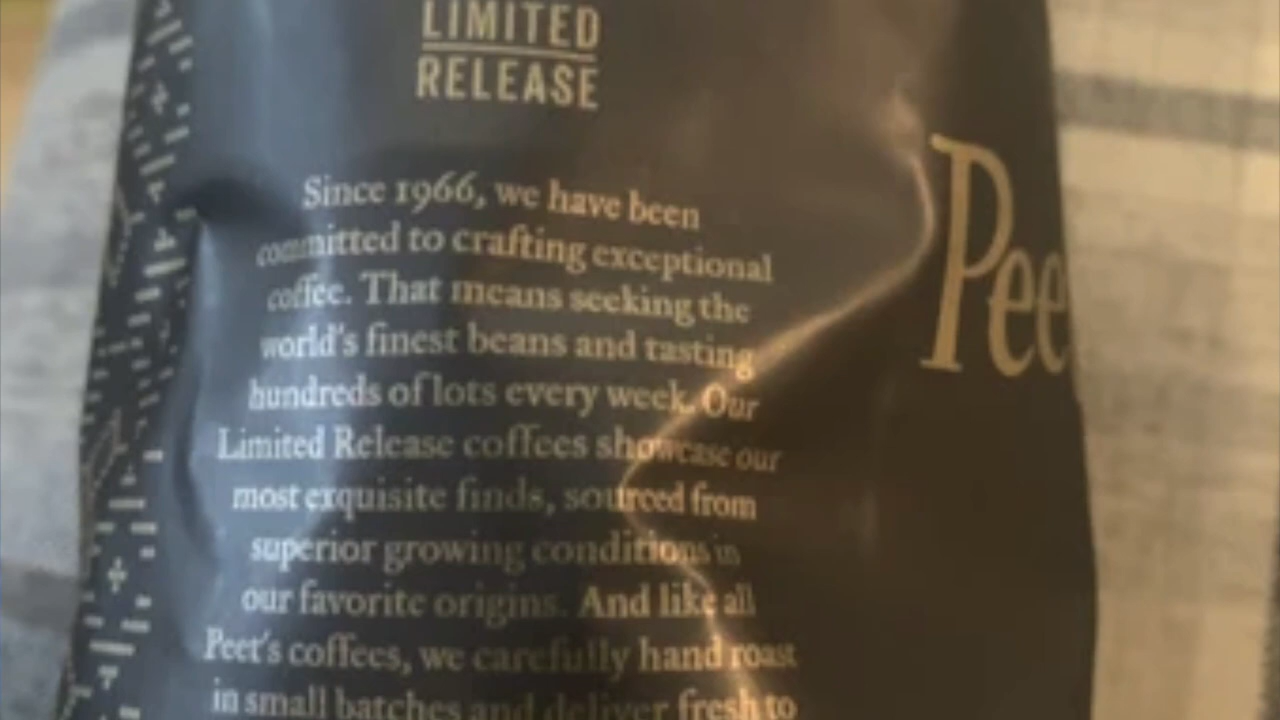 LIMITED
RELEASE
Since 1966, we have been
committed to crafting exceptional
coffee. That means seeking the
world's finest beans and tasting
hundreds of lots every week. Our
Limited Release coffees showcase our
most exquisite finds, sourced from
superior growing conditions in
our favorite origins. And like all
Peet's coffees, we carefully hand roast
in small batches and deliver fresh to
Pee